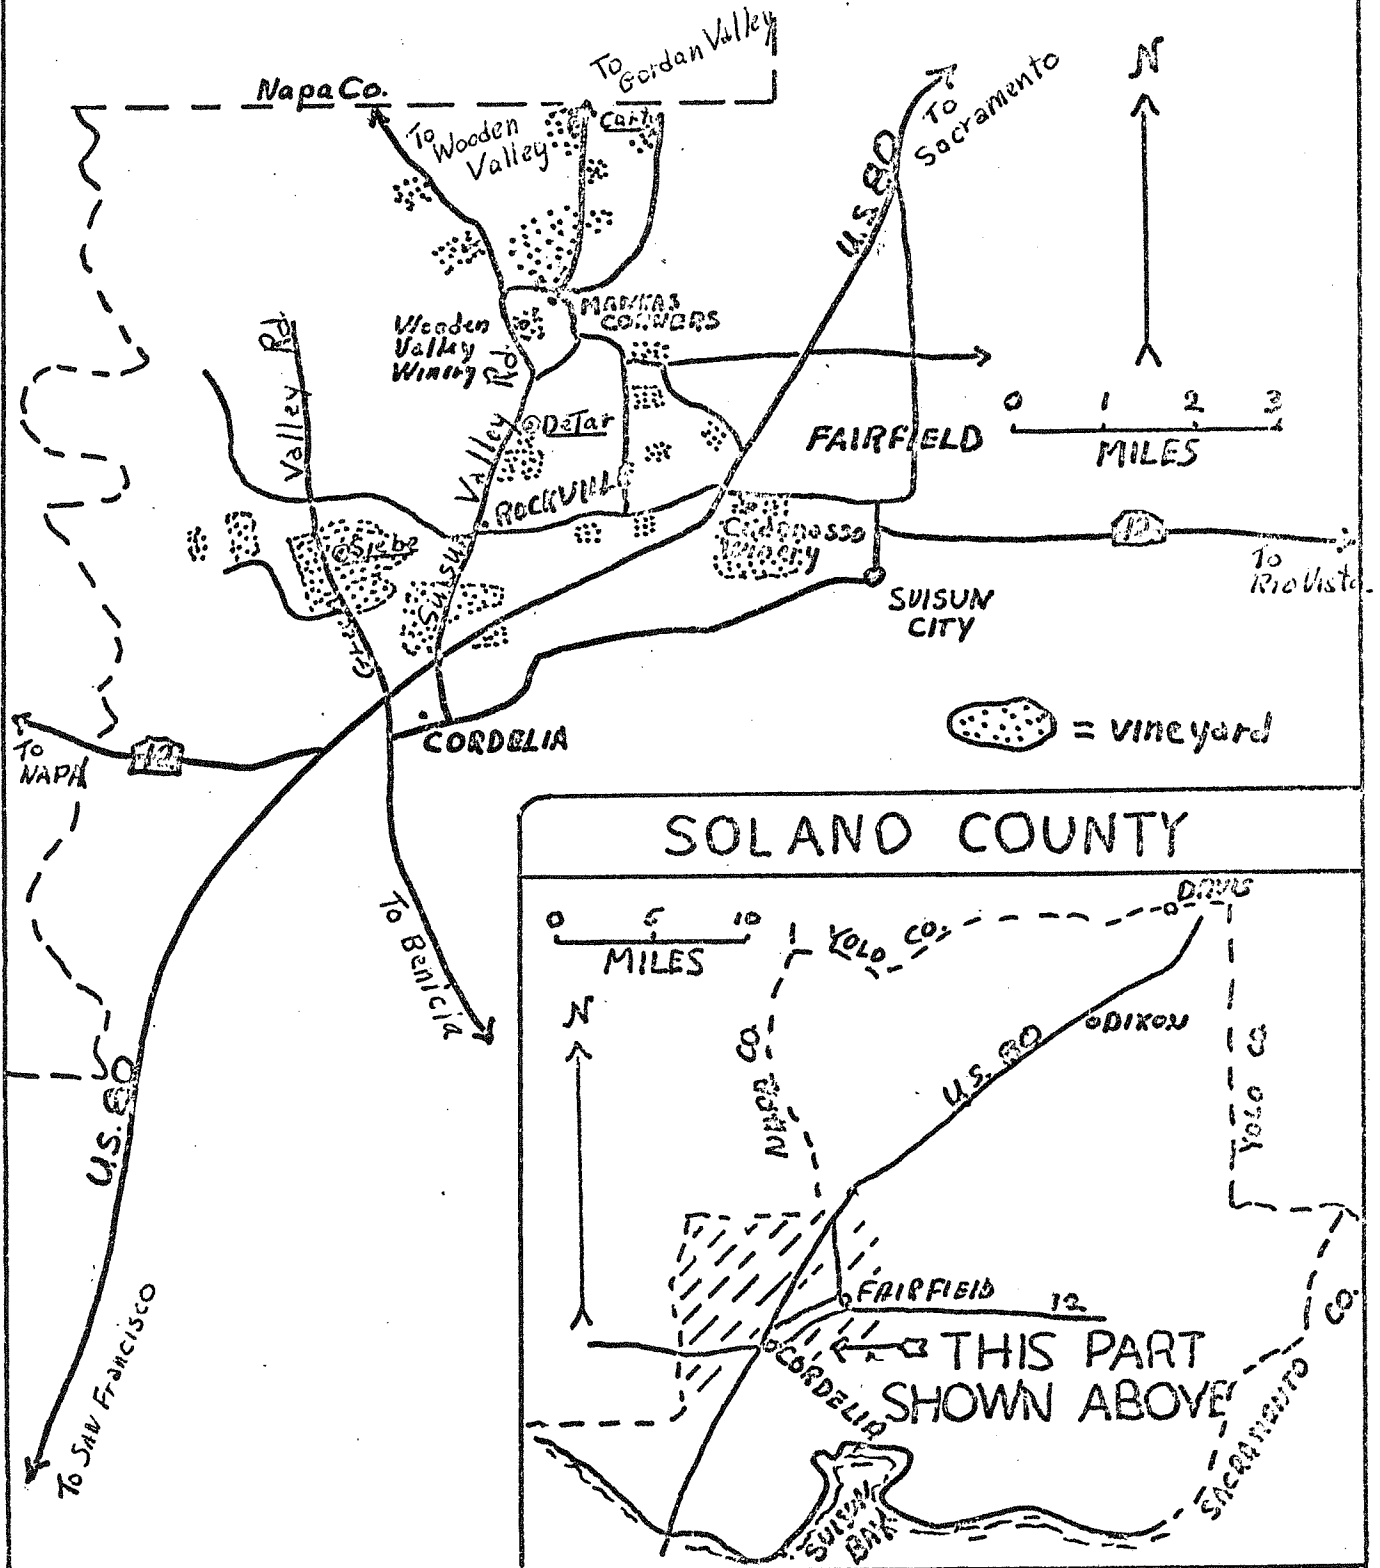 Napa Co.
To
Gordan Valley
To
Wooden
Valley
N
To
Sacramento
U.S. 80
MANKAS
CORNERS
Wooden
Valley
Winery
Rd.
Valley
Rd.
Valley
Suisun
DeTar
ROCKVILLE
FAIRFIELD
0 1 2 3
MILES
Siebe
Winery
12
To
Rio Vista
SUISUN
CITY
To
NAPA
12
CORDELIA
= vineyard
To Benicia
U.S. 80
To SAN Francisco
SOLANO COUNTY
0 5 10
MILES
YOLO CO.
DAVIS
N
NAPA CO.
U.S. 80
DIXON
YOLO CO
FAIRFIELD
12
CORDELIA
THIS PART
SHOWN ABOVE
SACRAMENTO CO.
SUISUN
BAY